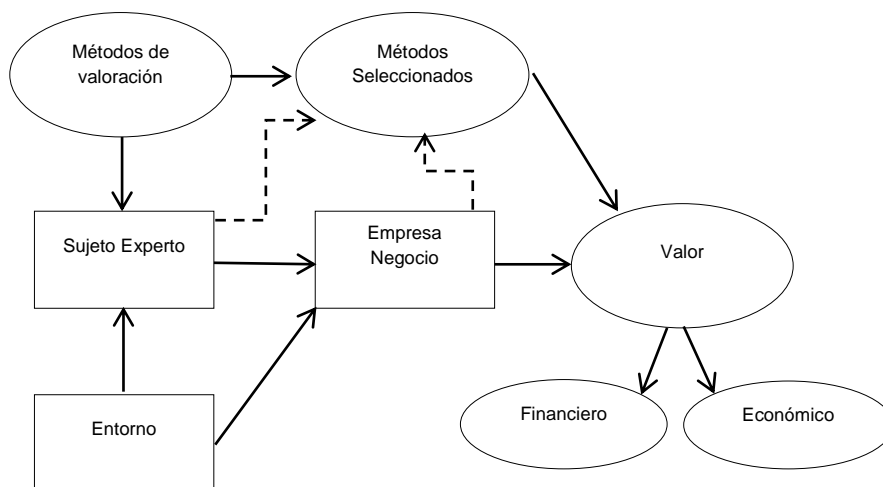 Métodos de
valoración
Métodos
Seleccionados
Sujeto Experto
Empresa
Negocio
Valor
Entorno
Financiero
Económico